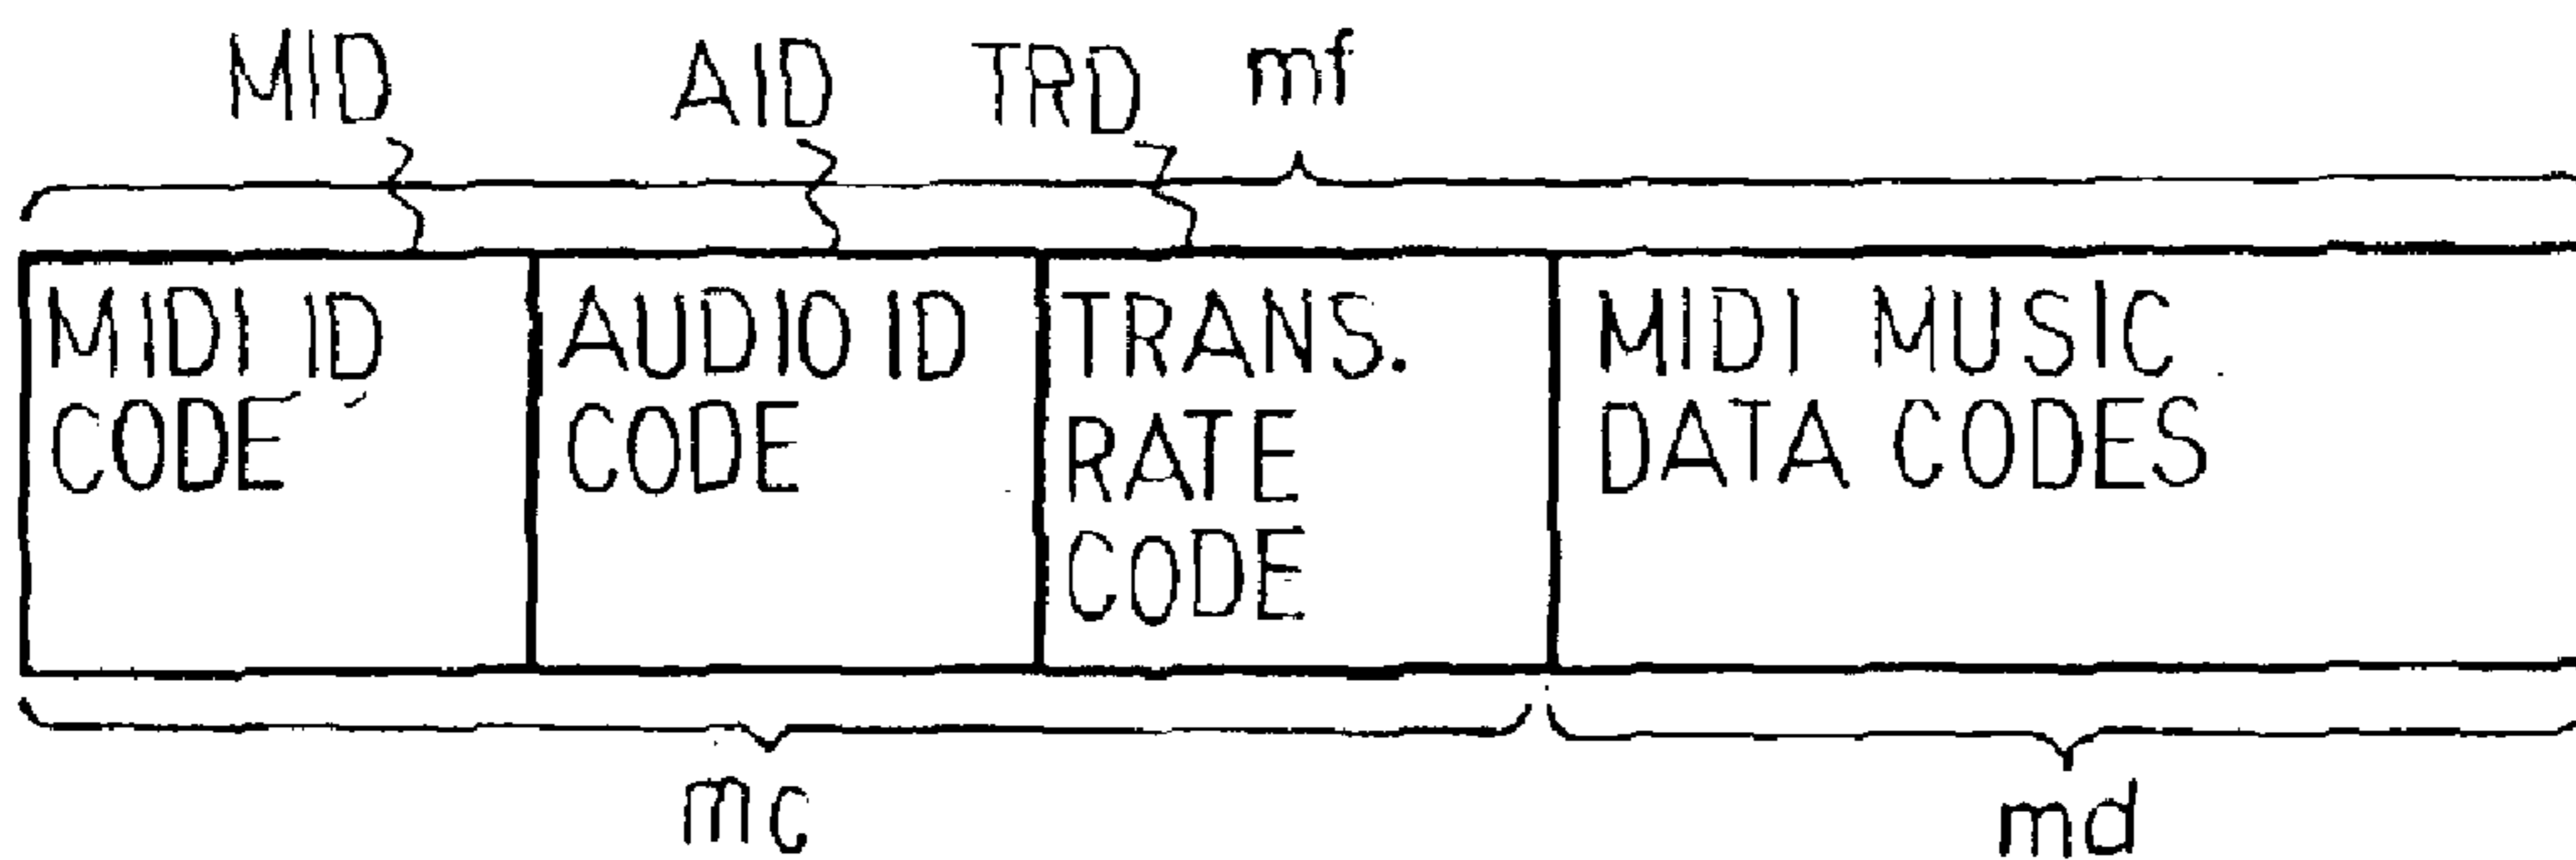 MID AID TRD mf
MIDI ID
CODE
AUDIO ID
CODE
TRANS.
RATE
CODE
MIDI MUSIC
DATA CODES
mc md